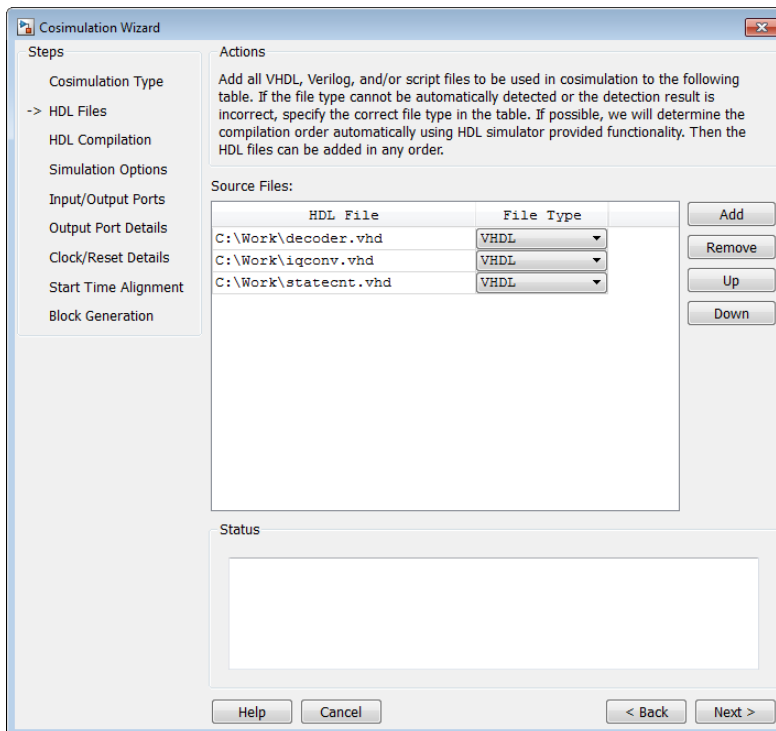 Cosimulation Wizard
Steps
Cosimulation Type
-> HDL Files
HDL Compilation
Simulation Options
Input/Output Ports
Output Port Details
Clock/Reset Details
Start Time Alignment
Block Generation
Actions
Add all VHDL, Verilog, and/or script files to be used in cosimulation to the following
table. If the file type cannot be automatically detected or the detection result is
incorrect, specify the correct file type in the table. If possible, we will determine the
compilation order automatically using HDL simulator provided functionality. Then the
HDL files can be added in any order.
Source Files:
HDL File File Type
C:\Work\decoder.vhd VHDL
C:\Work\iqconv.vhd VHDL
C:\Work\statecnt.vhd VHDL
Add
Remove
Up
Down
Status
Help Cancel < Back Next >